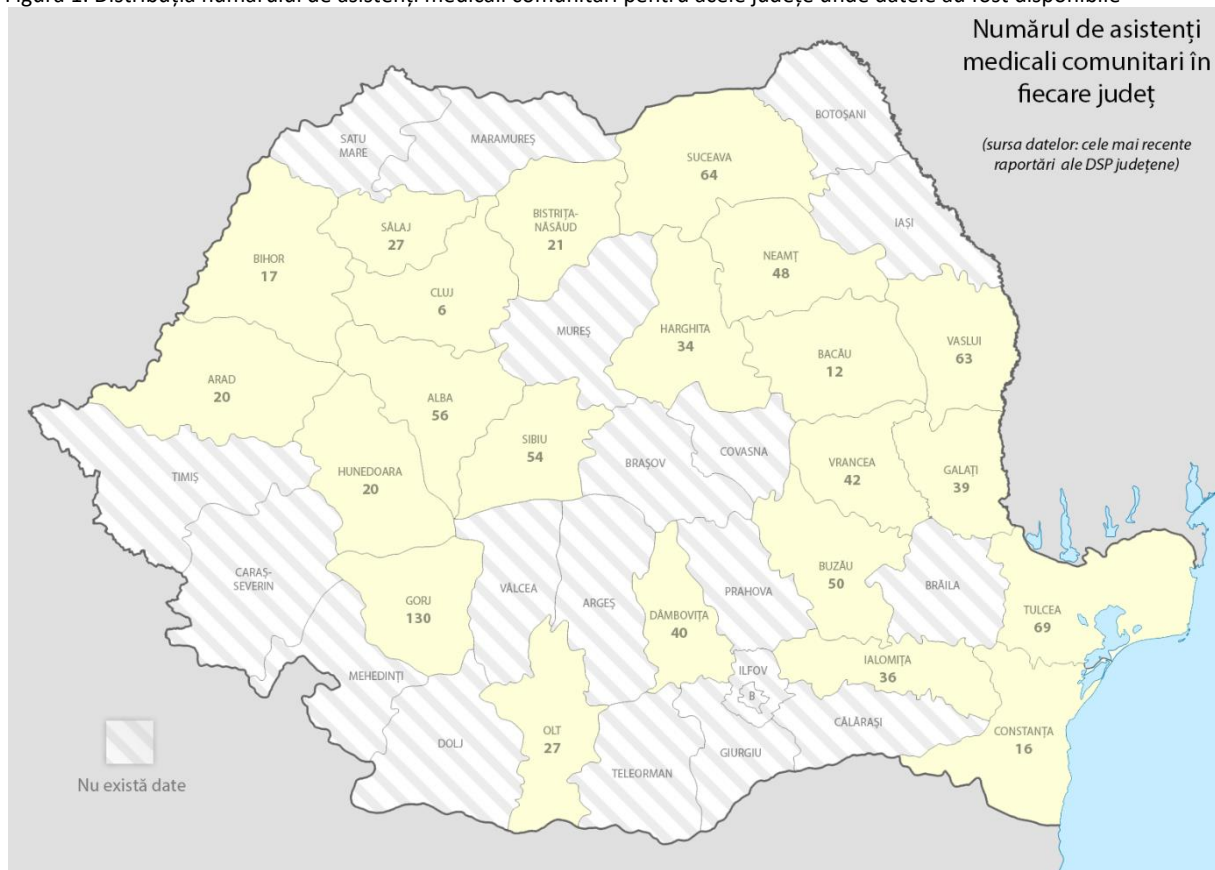 Figura 1. Distribuția numărului de asistenți medicali comunitari pentru acele județe unde datele au fost disponibile
Numărul de asistenți
medicali comunitari în
fiecare județ
(sursa datelor: cele mai recente
raportări ale DSP județene)
BOTOȘANI
SATU
MARE
MARAMUREȘ
SUCEAVA
64
IAȘI
SĂLAJ
27
BISTRIȚA-
NĂSĂUD
21
BIHOR
17
NEAMȚ
48
CLUJ
6
MUREȘ
HARGHITA
34
BACĂU
12
VASLUI
63
ARAD
20
ALBA
56
SIBIU
54
BRAȘOV
COVASNA
VRANCEA
42
GALAȚI
39
TIMIȘ
HUNEDOARA
20
CARAȘ-
SEVERIN
GORJ
130
VÂLCEA
ARGEȘ
DÂMBOVIȚA
40
PRAHOVA
BUZĂU
50
BRĂILA
TULCEA
69
MEHEDINȚI
ILFOV
B
IALOMIȚA
36
CĂLĂRAȘI
CONSTANȚA
16
DOLJ
OLT
27
TELEORMAN
GIURGIU
Nu există date